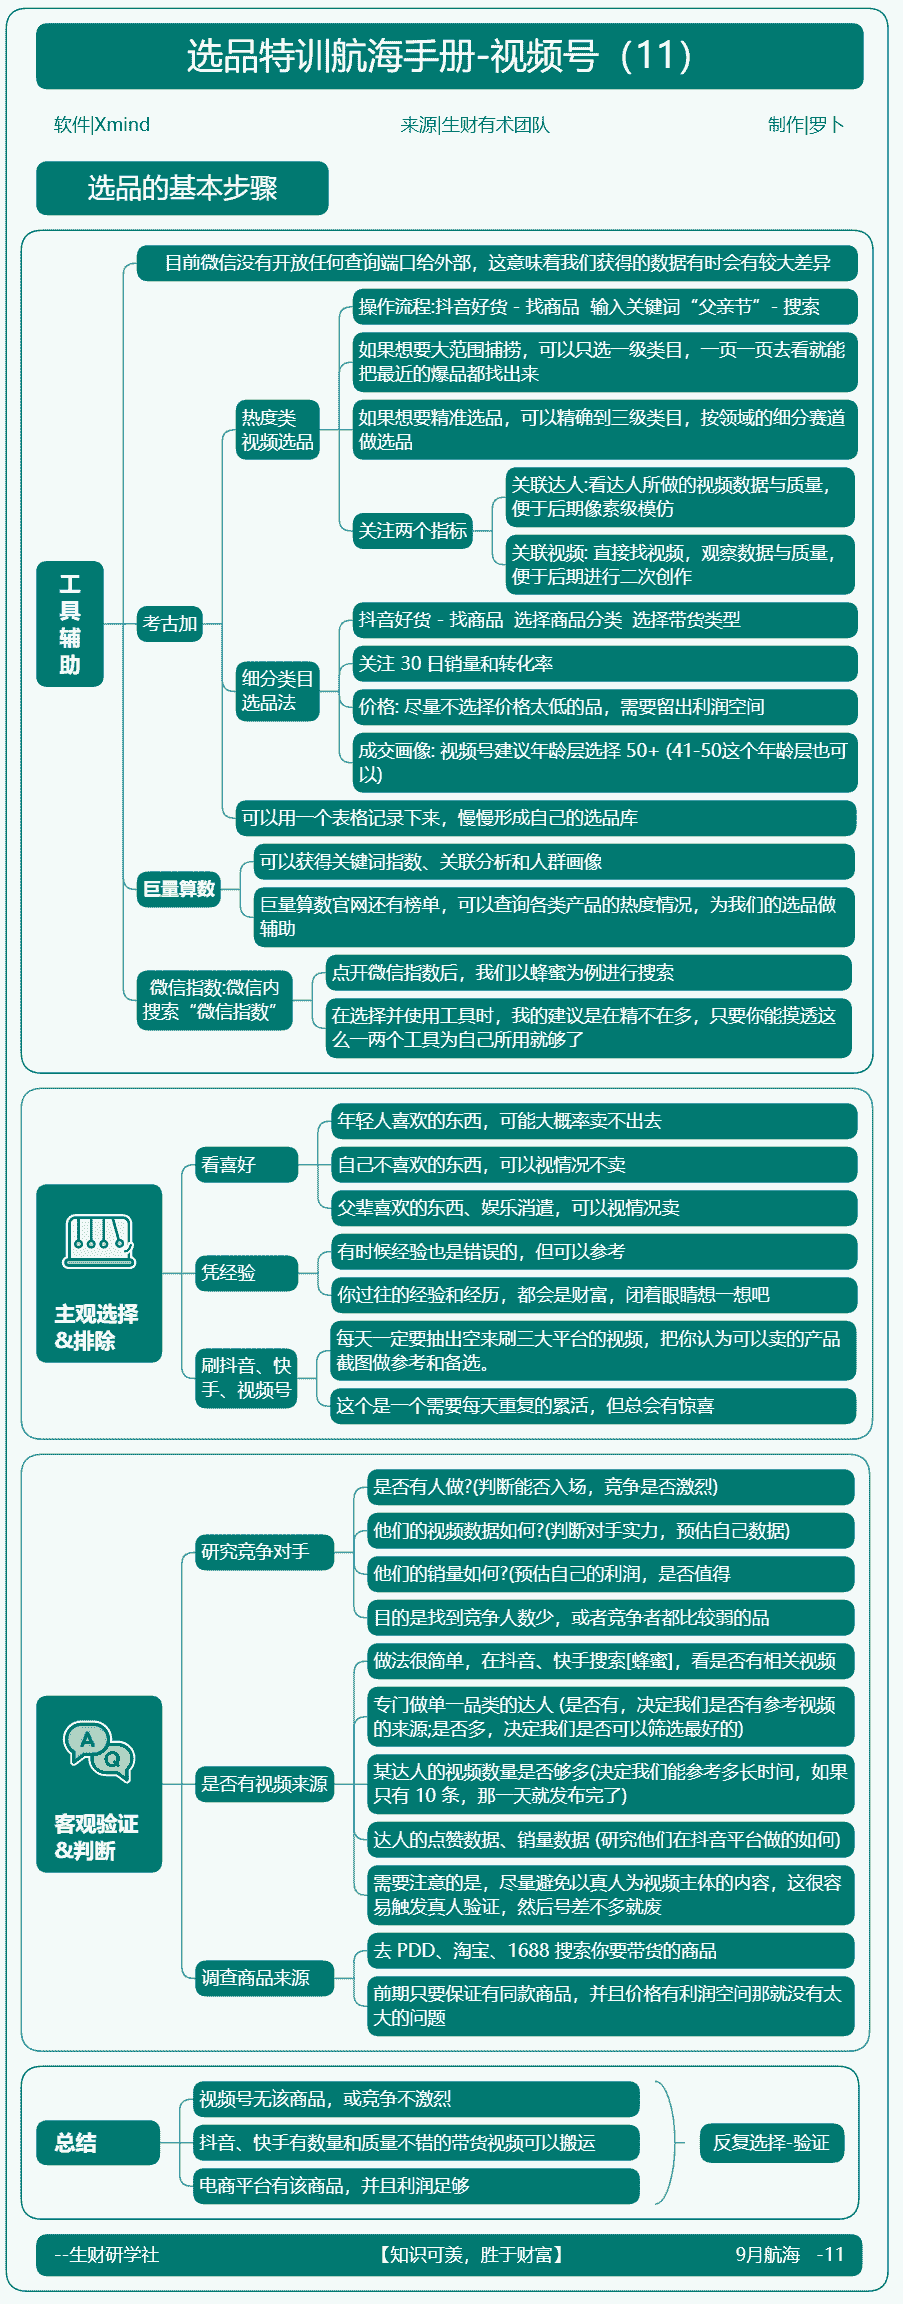 选品特训航海手册-视频号（11）
软件|Xmind
来源|生财有术团队
制作|罗卜
选品的基本步骤
工
具
辅
助
目前微信没有开放任何查询端口给外部，这意味着我们获得的数据有时会有较大差异
考古加
热度类
视频选品
操作流程:抖音好货 - 找商品 输入关键词“父亲节”- 搜索
如果想要大范围捕捞，可以只选一级类目，一页一页去看就能
把最近的爆品都找出来
如果想要精准选品，可以精确到三级类目，按领域的细分赛道
做选品
关注两个指标
关联达人:看达人所做的视频数据与质量，
便于后期像素级模仿
关联视频: 直接找视频，观察数据与质量，
便于后期进行二次创作
细分类目
选品法
抖音好货 - 找商品 选择商品分类 选择带货类型
关注 30 日销量和转化率
价格: 尽量不选择价格太低的品，需要留出利润空间
成交画像: 视频号建议年龄层选择 50+ (41-50这个年龄层也可
以)
可以用一个表格记录下来，慢慢形成自己的选品库
巨量算数
可以获得关键词指数、关联分析和人群画像
巨量算数官网还有榜单，可以查询各类产品的热度情况，为我们的选品做
辅助
微信指数:微信内
搜索“微信指数”
点开微信指数后，我们以蜂蜜为例进行搜索
在选择并使用工具时，我的建议是在精不在多，只要你能摸透这
么一两个工具为自己所用就够了
主观选择
&排除
看喜好
年轻人喜欢的东西，可能大概率卖不出去
自己不喜欢的东西，可以视情况不卖
父辈喜欢的东西、娱乐消遣，可以视情况卖
凭经验
有时候经验也是错误的，但可以参考
你过往的经验和经历，都会是财富，闭着眼睛想一想吧
刷抖音、快
手、视频号
每天一定要抽出空来刷三大平台的视频，把你认为可以卖的产品
截图做参考和备选。
这个是一个需要每天重复的累活，但总会有惊喜
A
Q
客观验证
&判断
研究竞争对手
是否有人做?(判断能否入场，竞争是否激烈)
他们的视频数据如何?(判断对手实力，预估自己数据)
他们的销量如何?(预估自己的利润，是否值得
目的是找到竞争人数少，或者竞争者都比较弱的品
是否有视频来源
做法很简单，在抖音、快手搜索[蜂蜜]，看是否有相关视频
专门做单一品类的达人 (是否有，决定我们是否有参考视频
的来源;是否多，决定我们是否可以筛选最好的)
某达人的视频数量是否够多(决定我们能参考多长时间，如果
只有 10 条，那一天就发布完了)
达人的点赞数据、销量数据 (研究他们在抖音平台做的如何)
需要注意的是，尽量避免以真人为视频主体的内容，这很容
易触发真人验证，然后号差不多就废
调查商品来源
去 PDD、淘宝、1688 搜索你要带货的商品
前期只要保证有同款商品，并且价格有利润空间那就没有太
大的问题
总结
视频号无该商品，或竞争不激烈
抖音、快手有数量和质量不错的带货视频可以搬运
电商平台有该商品，并且利润足够
反复选择-验证
--生财研学社
【知识可羡，胜于财富】
9月航海 -11